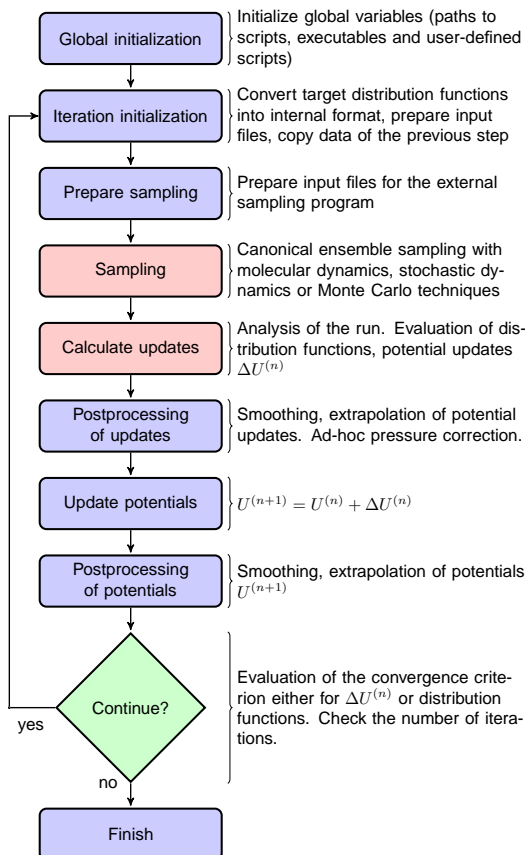 Global initialization
Initialize global variables (paths to
scripts, executables and user-defined
scripts)
Iteration initialization
Convert target distribution functions
into internal format, prepare input
files, copy data of the previous step
Prepare sampling
Prepare input files for the external
sampling program
Sampling
Canonical ensemble sampling with
molecular dynamics, stochastic dy-
namics or Monte Carlo techniques
Calculate updates
Analysis of the run. Evaluation of dis-
tribution functions, potential updates
ΔU^(n)
Postprocessing
of updates
Smoothing, extrapolation of potential
updates. Ad-hoc pressure correction.
Update potentials
U^(n+1) = U^(n) + ΔU^(n)
Postprocessing
of potentials
Smoothing, extrapolation of potentials
U^(n+1)
Continue?
Evaluation of the convergence crite-
rion either for ΔU^(n) or distribution
functions. Check the number of itera-
tions.
yes
no
Finish